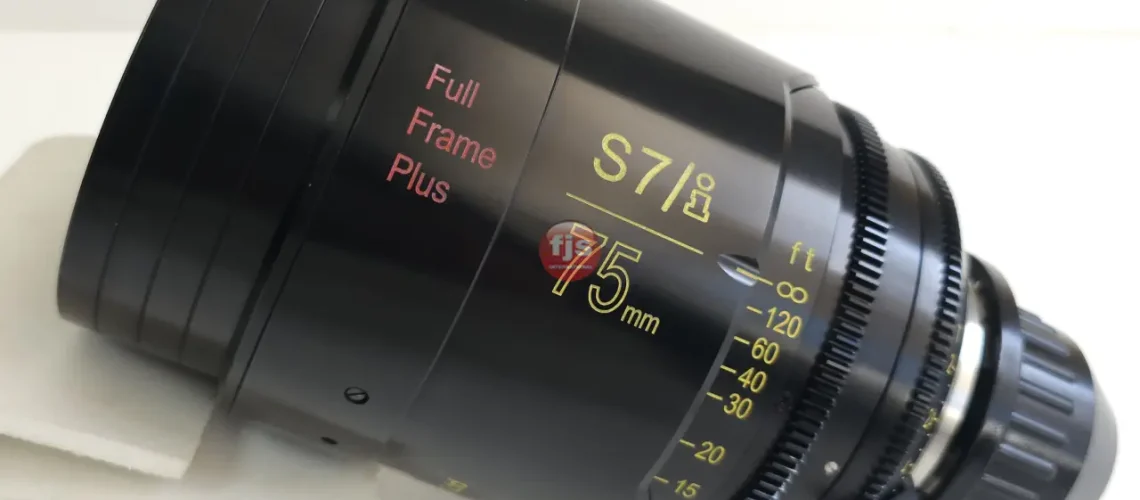 Full
Frame
Plus
S7/i
75mm
fjs
ft
∞
120
60
40
30
20
15